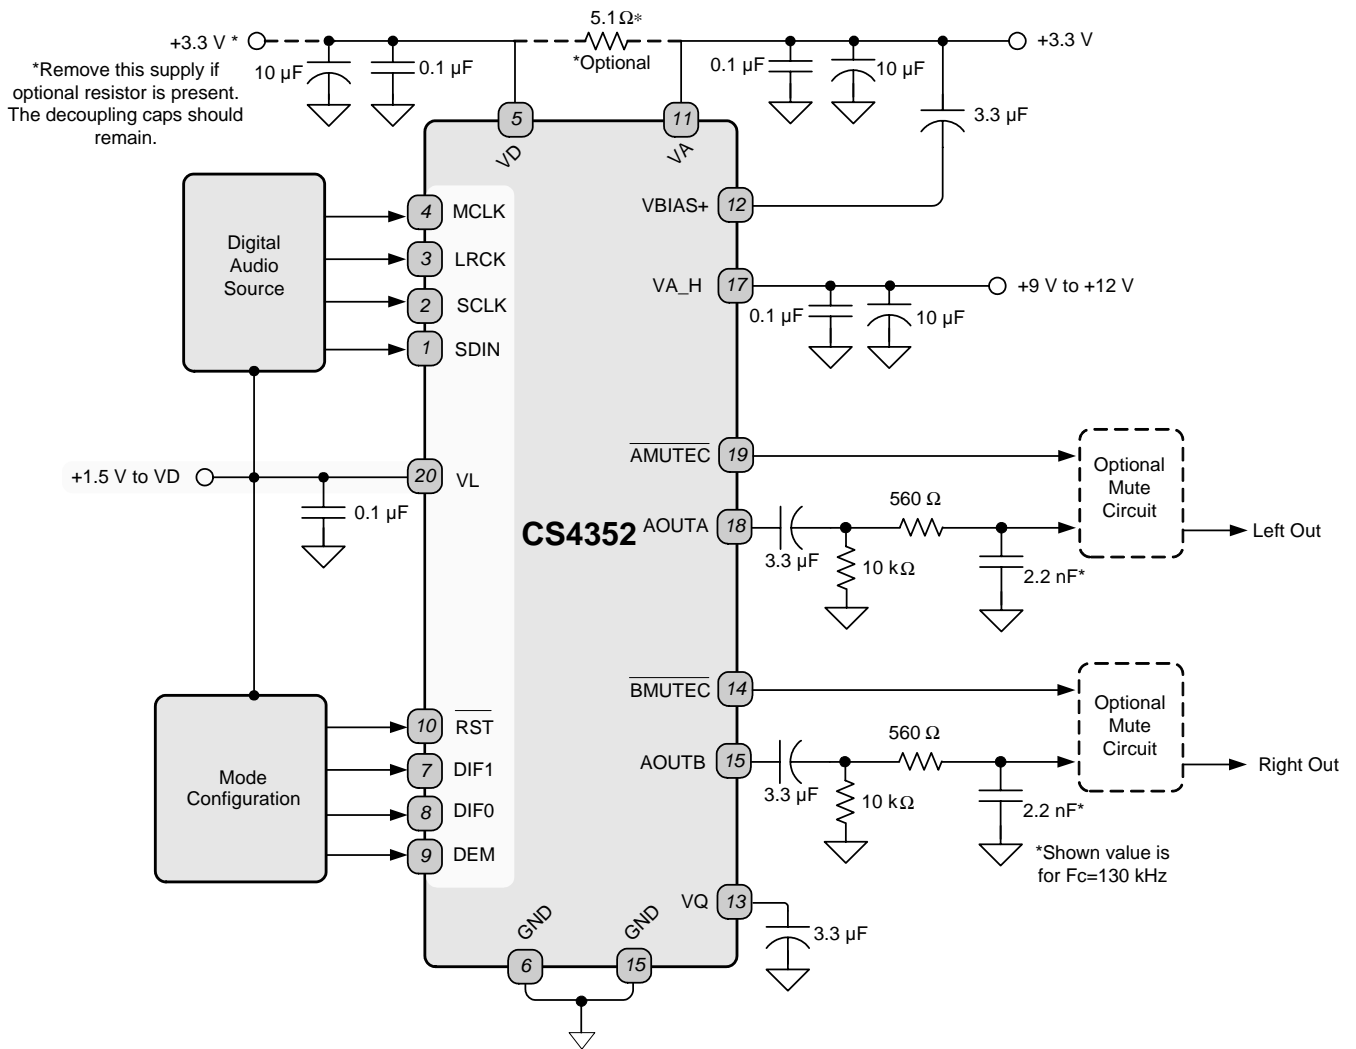 +3.3 V *
5.1 Ω*
+3.3 V
*Optional
10 µF
0.1 µF
0.1 µF
10 µF
*Remove this supply if
optional resistor is present.
The decoupling caps should
remain.
3.3 µF
5
VD
11
VA
Digital
Audio
Source
4
MCLK
3
LRCK
2
SCLK
1
SDIN
VBIAS+
12
VA_H
17
+9 V to +12 V
0.1 µF
10 µF
+1.5 V to VD
20
VL
0.1 µF
CS4352
AMUTEC
19
AOUTA
18
3.3 µF
10 kΩ
560 Ω
2.2 nF*
Optional
Mute
Circuit
Left Out
BMUTEC
14
AOUTB
15
3.3 µF
10 kΩ
560 Ω
2.2 nF*
Optional
Mute
Circuit
Right Out
*Shown value is
for Fc=130 kHz
Mode
Configuration
10
RST
7
DIF1
8
DIF0
9
DEM
VQ
13
3.3 µF
GND
6
GND
15